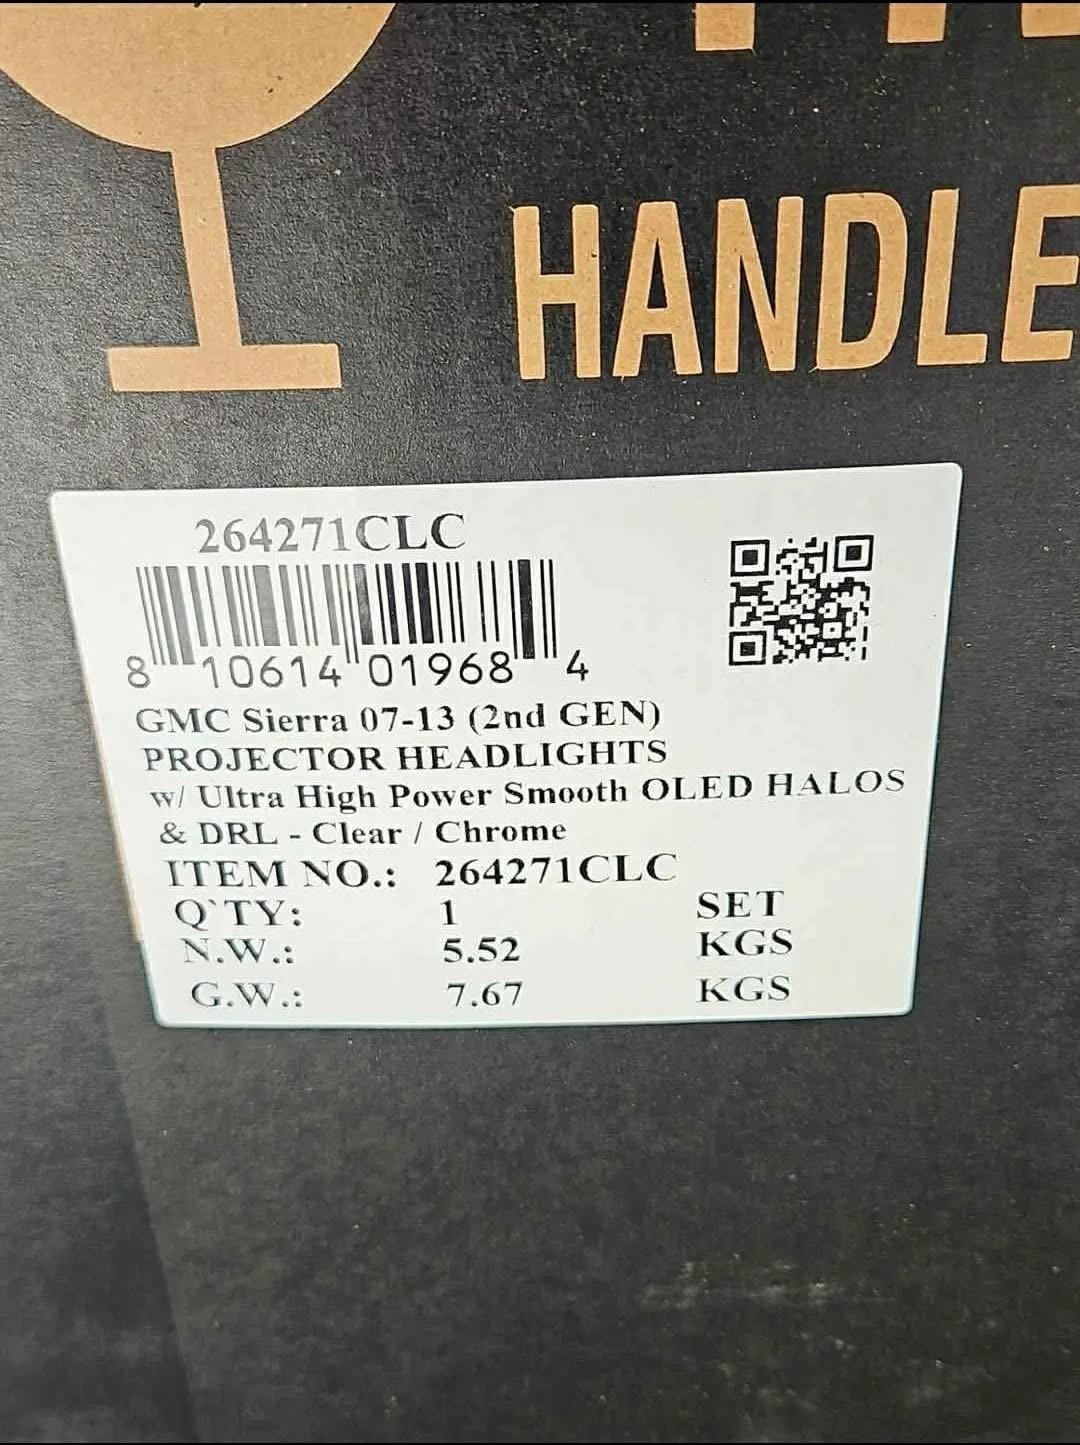 HANDLE
264271CLC
8 10614 01968 4
GMC Sierra 07-13 (2nd GEN)
PROJECTOR HEADLIGHTS
w/ Ultra High Power Smooth OLED HALOS
& DRL - Clear / Chrome
ITEM NO.: 264271CLC
Q`TY: 1 SET
N.W.: 5.52 KGS
G.W.: 7.67 KGS